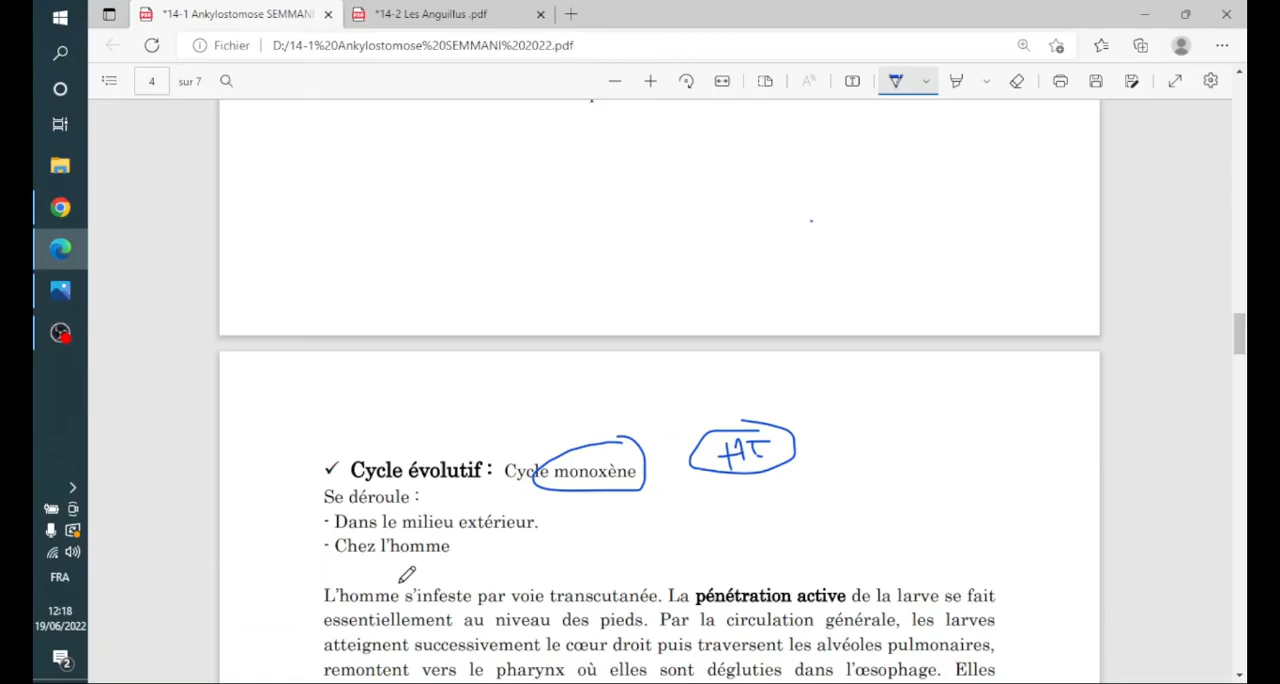 *14-1 Ankylostomose SEMMANI
*14-2 Les Anguillus .pdf
Fichier
D:/14-1%20Ankylostomose%20SEMMANI%202022.pdf
4 sur 7
✓ Cycle évolutif : Cycle monoxène
Se déroule :
- Dans le milieu extérieur.
- Chez l'homme
L'homme s'infeste par voie transcutanée. La pénétration active de la larve se fait
essentiellement au niveau des pieds. Par la circulation générale, les larves
atteignent successivement le cœur droit puis traversent les alvéoles pulmonaires,
remontent vers le pharynx où elles sont dégluties dans l'œsophage. Elles
FRA
12:18
19/06/2022
2